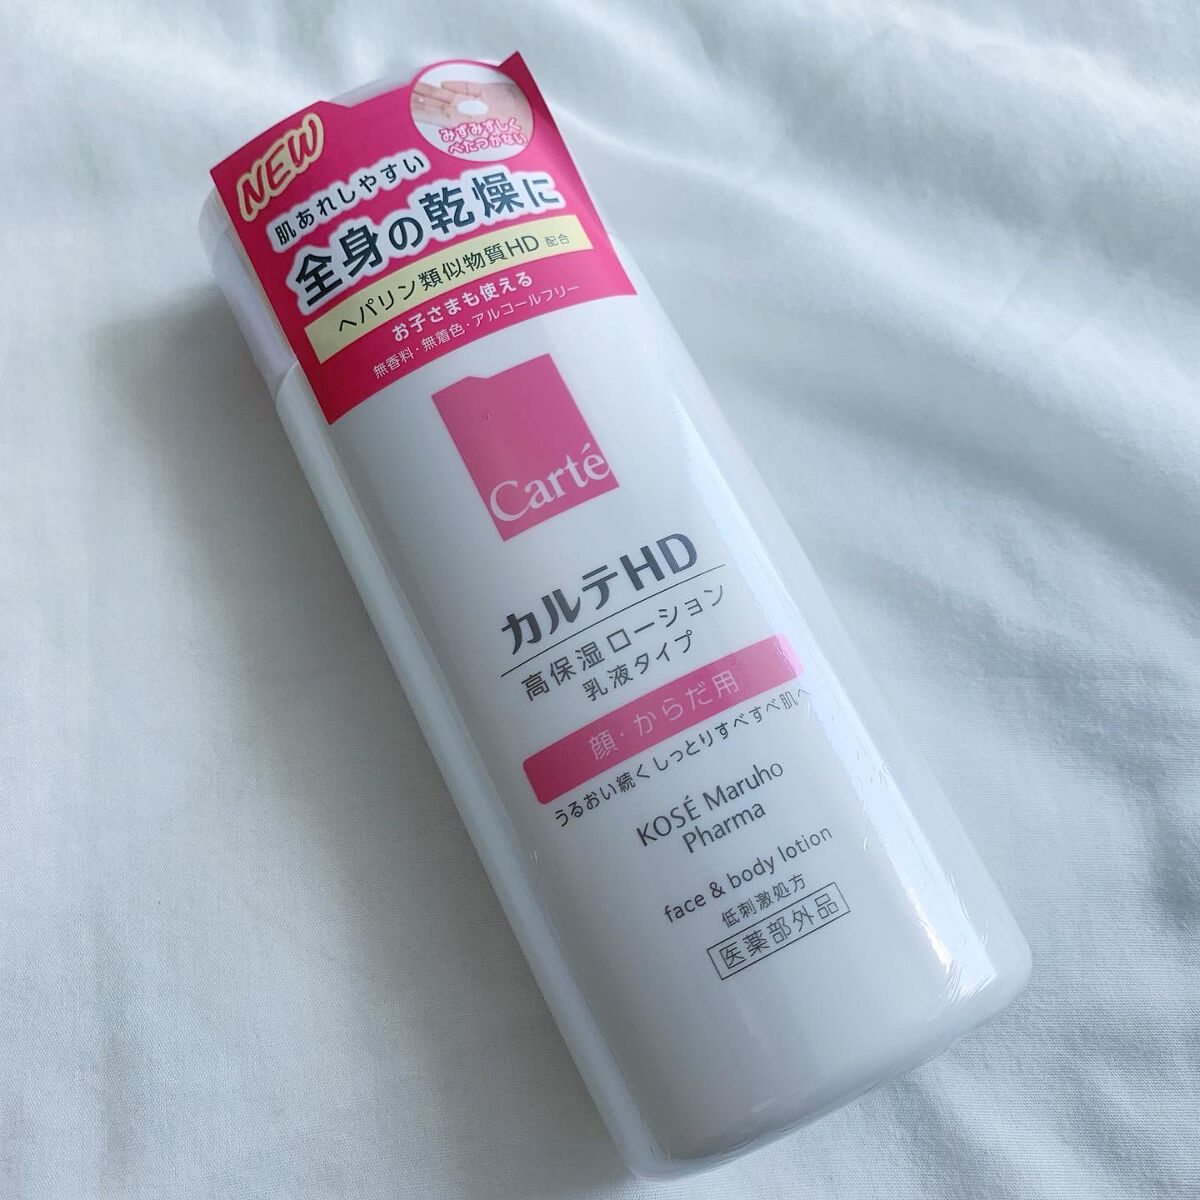 NEW
みずみずしく
べたつかない
肌あれしやすい
全身の乾燥に
ヘパリン類似物質HD 配合
お子さまも使える
無香料・無着色・アルコールフリー
Carté
カルテHD
高保湿ローション
乳液タイプ
顔・からだ用
うるおい続くしっとりすべすべ肌へ
KOSÉ Maruho
Pharma
face & body lotion
低刺激処方
医薬部外品